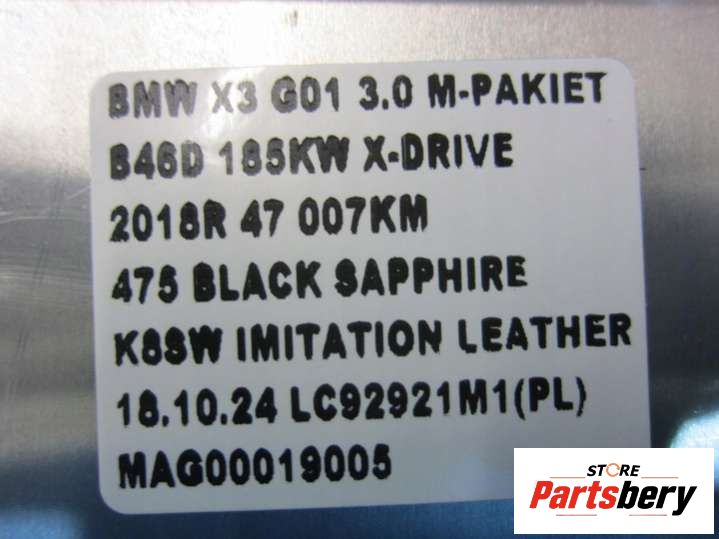 BMW X3 G01 3.0 M-PAKIET
B46D 185KW X-DRIVE
2018R 47 007KM
475 BLACK SAPPHIRE
K8SW IMITATION LEATHER
18.10.24 LC92921M1(PL)
MAG00019005
STORE
Partsbery